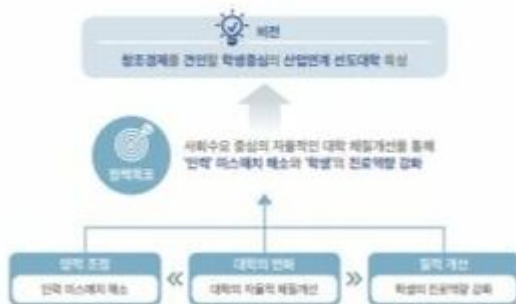 비전
창조경제를 견인할 학생중심의 산업연계 선도대학 육성
사회수요 중심의 자율적인 대학 체질개선을 통해
'인력' 미스매치 해소와 '학생'의 진로역량 강화
정책목표
양적 조정
대학의 변화
질적 개선
인력 미스매치 해소
대학의 자율적 체질개선
학생의 진로역량 강화